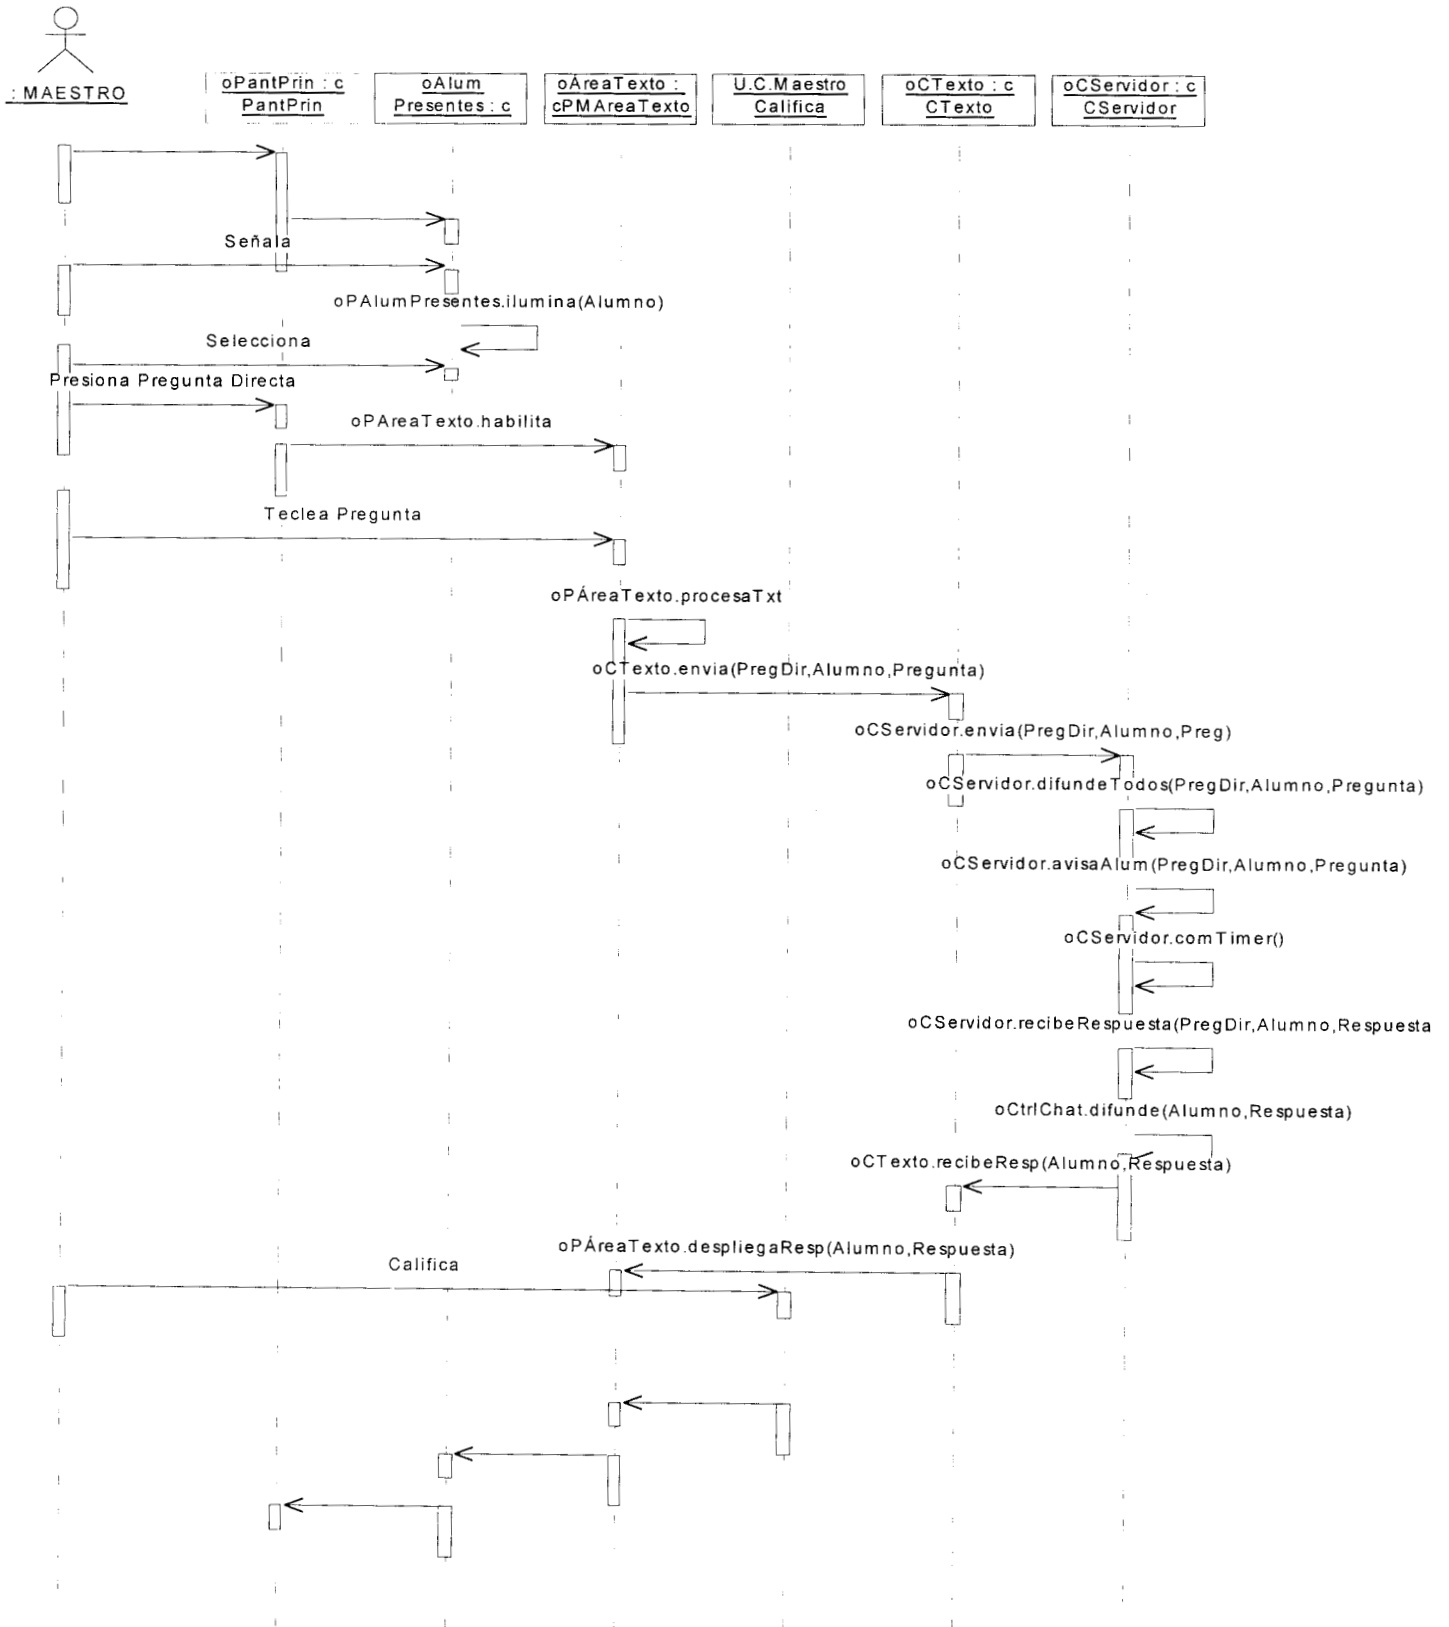 : MAESTRO
oPantPrin : c
PantPrin
oAlum
Presentes : c
oÁreaTexto :
cPMAreaTexto
U.C.Maestro
Califica
oCTexto : c
CTexto
oCServidor : c
CServidor
Señala
oPAlumPresentes.ilumina(Alumno)
Selecciona
Presiona Pregunta Directa
oPAreaTexto.habilita
Teclea Pregunta
oPÁreaTexto.procesaTxt
oCTexto.envia(PregDir,Alumno,Pregunta)
oCServidor.envia(PregDir,Alumno,Preg)
oCServidor.difundeTodos(PregDir,Alumno,Pregunta)
oCServidor.avisaAlum(PregDir,Alumno,Pregunta)
oCServidor.comTimer()
oCServidor.recibeRespuesta(PregDir,Alumno,Respuesta
oCtrlChat.difunde(Alumno,Respuesta)
oCTexto.recibeResp(Alumno,Respuesta)
oPÁreaTexto.despliegaResp(Alumno,Respuesta)
Califica